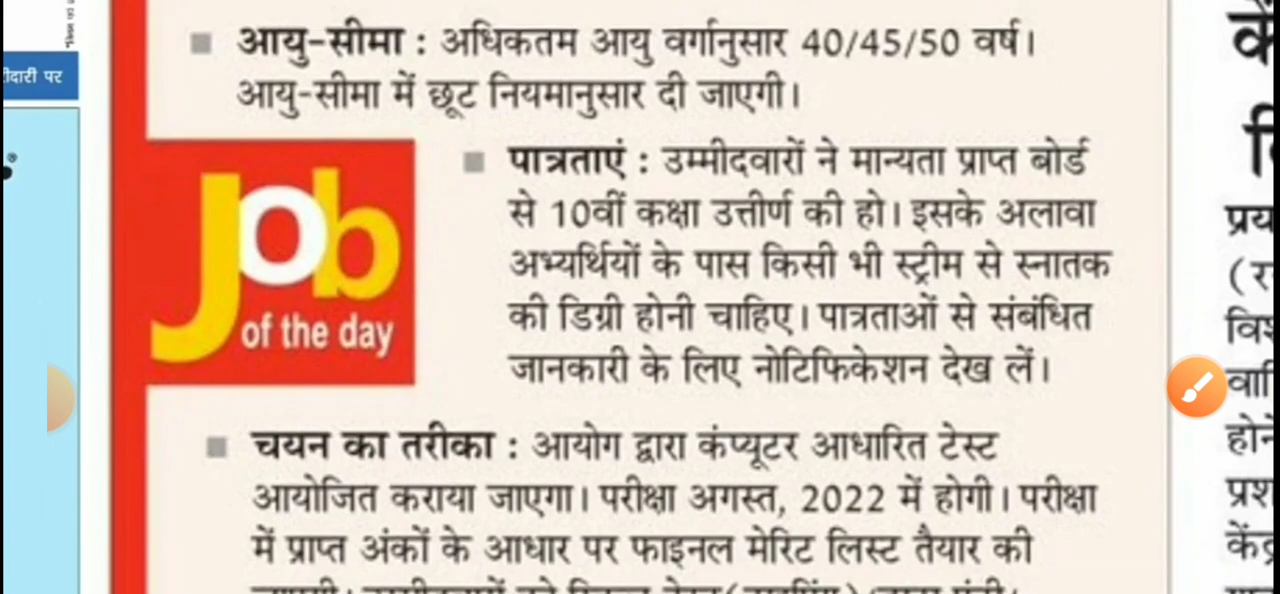 ■ आयु-सीमा : अधिकतम आयु वर्गानुसार 40/45/50 वर्ष।
आयु-सीमा में छूट नियमानुसार दी जाएगी।
Job
of the day
■ पात्रताएं : उम्मीदवारों ने मान्यता प्राप्त बोर्ड
से 10वीं कक्षा उत्तीर्ण की हो। इसके अलावा
अभ्यर्थियों के पास किसी भी स्ट्रीम से स्नातक
की डिग्री होनी चाहिए। पात्रताओं से संबंधित
जानकारी के लिए नोटिफिकेशन देख लें।
■ चयन का तरीका : आयोग द्वारा कंप्यूटर आधारित टेस्ट
आयोजित कराया जाएगा। परीक्षा अगस्त, 2022 में होगी। परीक्षा
में प्राप्त अंकों के आधार पर फाइनल मेरिट लिस्ट तैयार की
पर